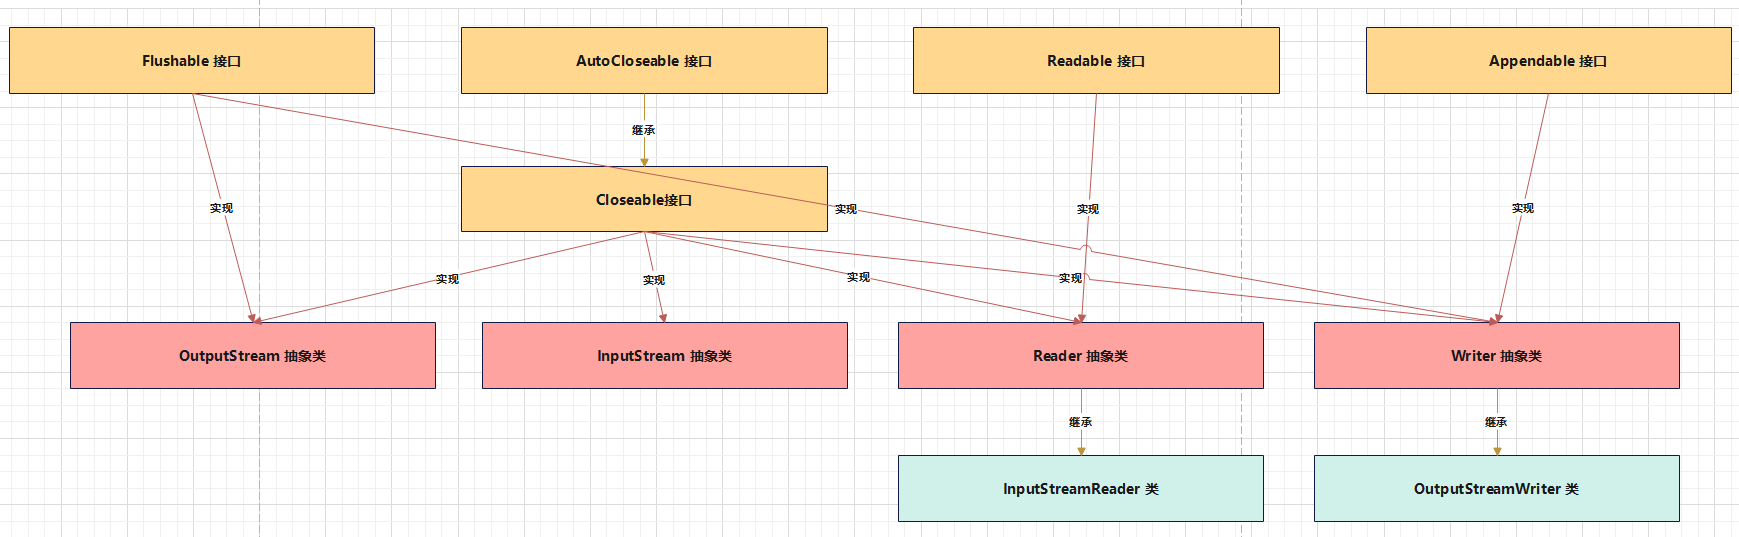 Flushable 接口
AutoCloseable 接口
Readable 接口
Appendable 接口
继承
Closeable接口
实现
实现
实现
实现
实现
实现
实现
实现
OutputStream 抽象类
InputStream 抽象类
Reader 抽象类
Writer 抽象类
继承
继承
InputStreamReader 类
OutputStreamWriter 类